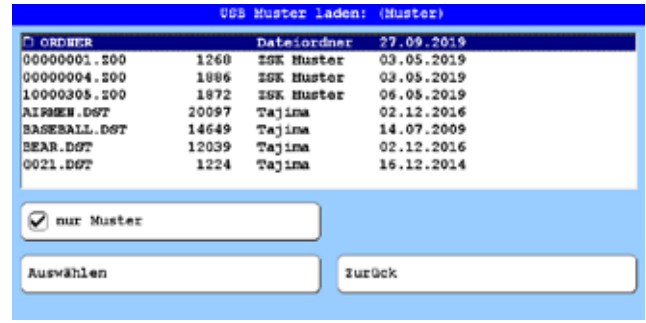 USB Muster laden: (Muster)
ORDNER Dateiordner 27.09.2019
00000001.Z00 1260 ZSK Muster 03.05.2019
00000004.Z00 1886 ZSK Muster 03.05.2019
10000305.Z00 1872 ZSK Muster 06.05.2019
AIRMEN.DST 20097 Tajima 02.12.2016
BASEBALL.DST 14649 Tajima 14.07.2009
BEAR.DST 12039 Tajima 02.12.2016
0021.DST 1224 Tajima 16.12.2014
nur Muster
Auswählen Zurück